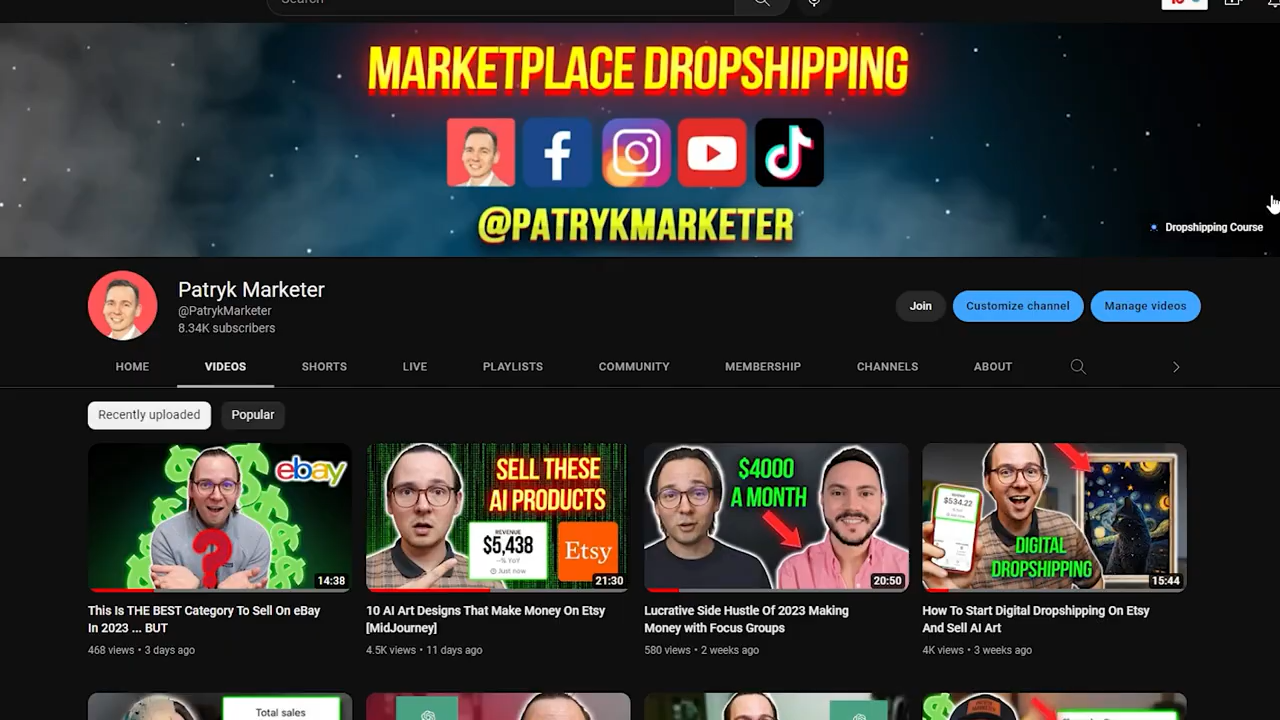 Search
MARKETPLACE DROPSHIPPING
@PATRYKMARKETER
Dropshipping Course
Patryk Marketer
@PatrykMarketer
8.34K subscribers
Join
Customize channel
Manage videos
HOME
VIDEOS
SHORTS
LIVE
PLAYLISTS
COMMUNITY
MEMBERSHIP
CHANNELS
ABOUT
Recently uploaded
Popular
ebay
14:38
SELL THESE
AI PRODUCTS
REVENUE
$5,438
–% YoY
Just now
Etsy
21:30
$4000
A MONTH
20:50
$534.22
DIGITAL
DROPSHIPPING
15:44
This Is THE BEST Category To Sell On eBay
In 2023 ... BUT
468 views • 3 days ago
10 AI Art Designs That Make Money On Etsy
[MidJourney]
4.5K views • 11 days ago
Lucrative Side Hustle Of 2023 Making
Money with Focus Groups
580 views • 2 weeks ago
How To Start Digital Dropshipping On Etsy
And Sell AI Art
4K views • 3 weeks ago
Total sales